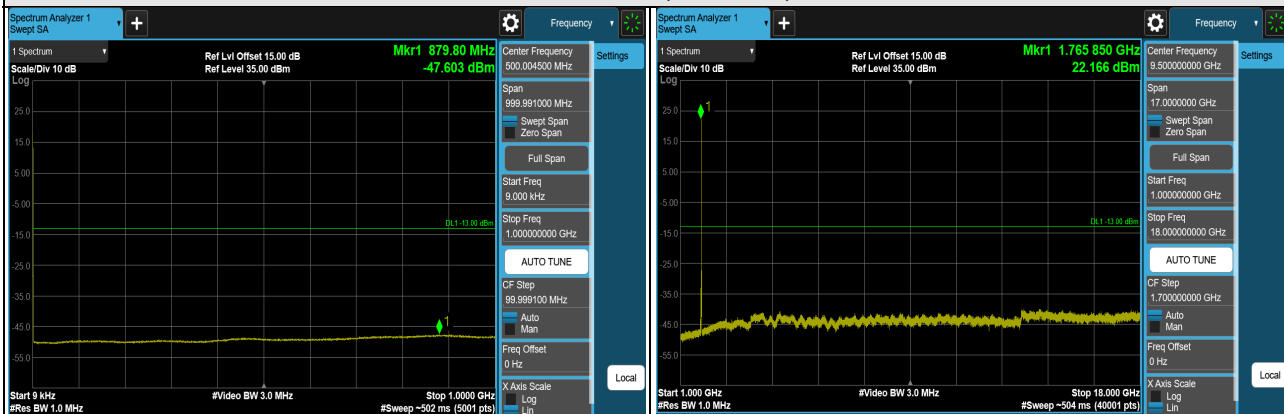 Spectrum Analyzer 1
Swept SA
+
Frequency
1 Spectrum
Scale/Div 10 dB
Log
Ref Lvl Offset 15.00 dB
Ref Level 35.00 dBm
Mkr1 879.80 MHz
-47.603 dBm
25.0
15.0
5.00
-5.00
-15.0
-25.0
-35.0
-45.0
-55.0
DL1 -13.00 dBm
1
Start 9 kHz
#Res BW 1.0 MHz
#Video BW 3.0 MHz
Stop 1.0000 GHz
#Sweep ~502 ms (5001 pts)
Center Frequency
500.004500 MHz
Span
999.991000 MHz
Swept Span
Zero Span
Full Span
Start Freq
9.000 kHz
Stop Freq
1.000000000 GHz
AUTO TUNE
CF Step
99.999100 MHz
Auto
Man
Freq Offset
0 Hz
X Axis Scale
Log
Lin
Settings
Local
Spectrum Analyzer 1
Swept SA
+
Frequency
1 Spectrum
Scale/Div 10 dB
Log
Ref Lvl Offset 15.00 dB
Ref Level 35.00 dBm
Mkr1 1.765 850 GHz
22.166 dBm
25.0
15.0
5.00
-5.00
-15.0
-25.0
-35.0
-45.0
-55.0
DL1 -13.00 dBm
1
Start 1.000 GHz
#Res BW 1.0 MHz
#Video BW 3.0 MHz
Stop 18.000 GHz
#Sweep ~504 ms (40001 pts)
Center Frequency
9.500000000 GHz
Span
17.0000000 GHz
Swept Span
Zero Span
Full Span
Start Freq
1.000000000 GHz
Stop Freq
18.000000000 GHz
AUTO TUNE
CF Step
1.700000000 GHz
Auto
Man
Freq Offset
0 Hz
X Axis Scale
Log
Lin
Settings
Local